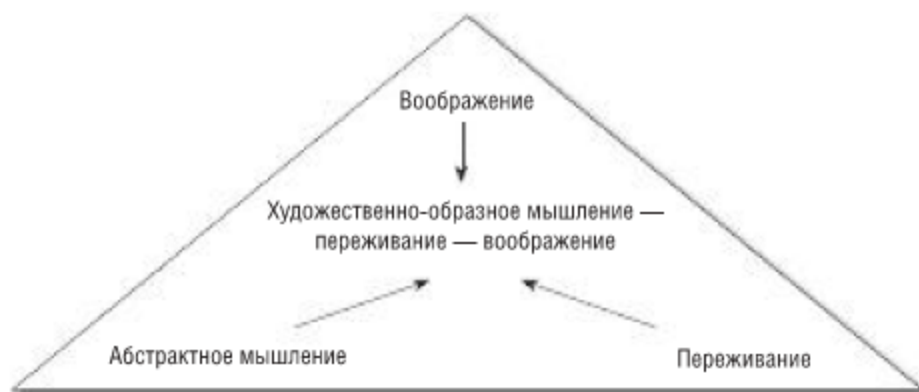 Воображение
Художественно-образное мышление —
переживание — воображение
Абстрактное мышление
Переживание